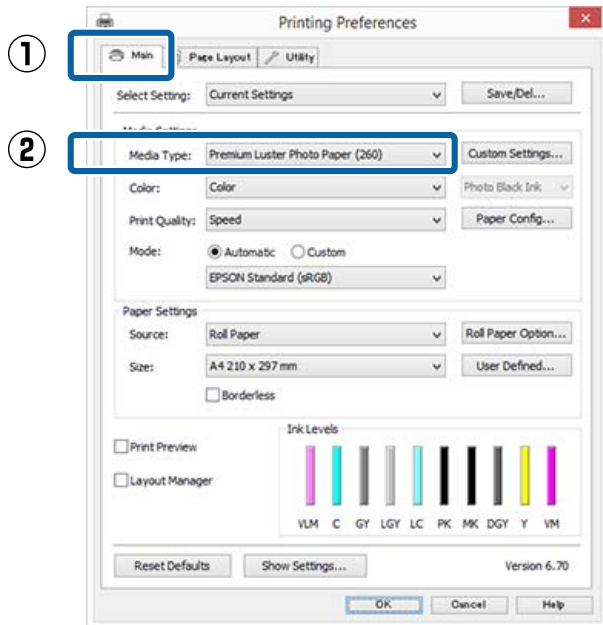 Printing Preferences
①
Main Page Layout Utility
Select Setting: Current Settings Save/Del...
②
Media Type: Premium Luster Photo Paper (260) Custom Settings...
Color: Color Photo Black Ink
Print Quality: Speed Paper Config...
Mode: Automatic Custom
EPSON Standard (sRGB)
Paper Settings
Source: Roll Paper Roll Paper Option...
Size: A4 210 x 297 mm User Defined...
Borderless
Ink Levels
Print Preview
Layout Manager
VLM C GY LGY LC PK MK DGY Y VM
Reset Defaults Show Settings... Version 6.70
OK Cancel Help